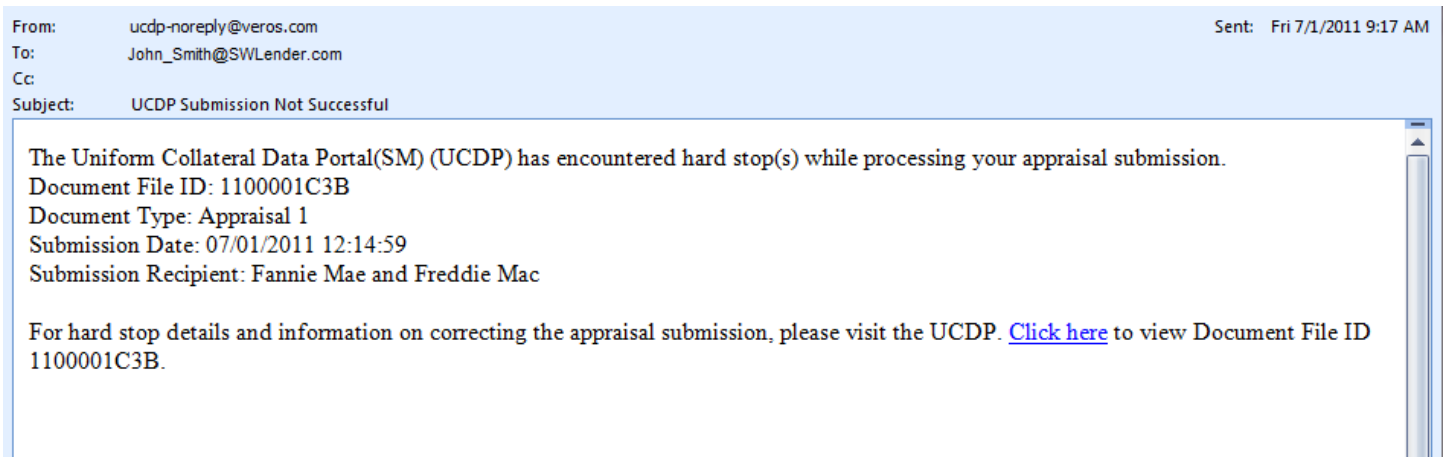 From: ucdp-noreply@veros.com Sent: Fri 7/1/2011 9:17 AM
To: John_Smith@SWLender.com
Cc:
Subject: UCDP Submission Not Successful
The Uniform Collateral Data Portal(SM) (UCDP) has encountered hard stop(s) while processing your appraisal submission.
Document File ID: 1100001C3B
Document Type: Appraisal 1
Submission Date: 07/01/2011 12:14:59
Submission Recipient: Fannie Mae and Freddie Mac
For hard stop details and information on correcting the appraisal submission, please visit the UCDP. Click here to view Document File ID
1100001C3B.